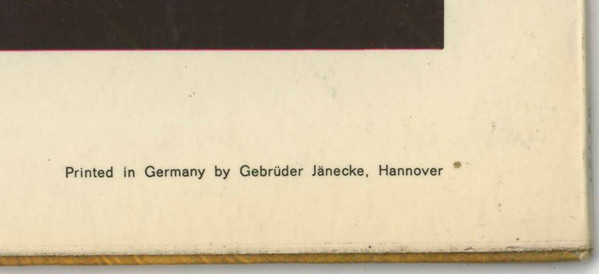 Printed in Germany by Gebrüder Jänecke, Hannover